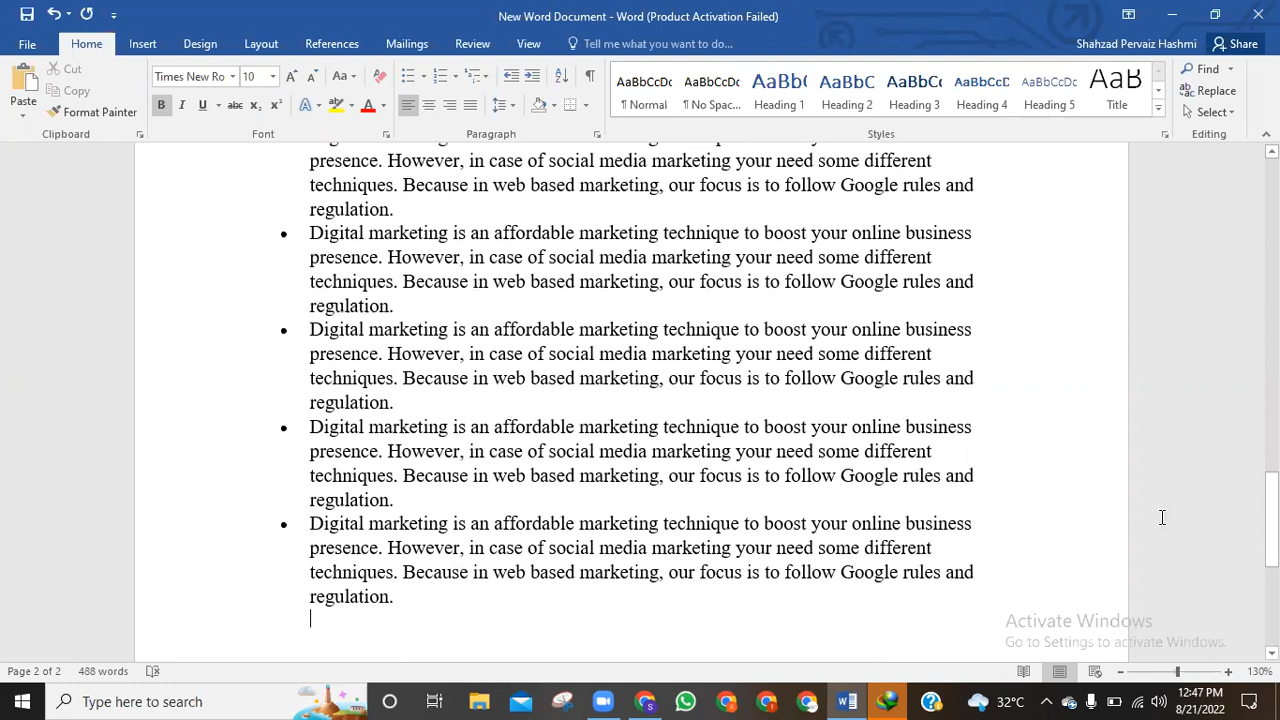 New Word Document - Word (Product Activation Failed)
File Home Insert Design Layout References Mailings Review View Tell me what you want to do... Shahzad Pervaiz Hashmi Share
Paste Cut Copy Format Painter
Times New Ro 10
AaBbCcDc AaBbCcDc AaBbC AaBbC AaBbCc AaBbCcD AaBbCcD AaB
¶ Normal ¶ No Spac... Heading 1 Heading 2 Heading 3 Heading 4 Heading 5 Title
Find Replace Select
Clipboard Font Paragraph Styles Editing
presence. However, in case of social media marketing your need some different
techniques. Because in web based marketing, our focus is to follow Google rules and
regulation.
• Digital marketing is an affordable marketing technique to boost your online business
presence. However, in case of social media marketing your need some different
techniques. Because in web based marketing, our focus is to follow Google rules and
regulation.
• Digital marketing is an affordable marketing technique to boost your online business
presence. However, in case of social media marketing your need some different
techniques. Because in web based marketing, our focus is to follow Google rules and
regulation.
• Digital marketing is an affordable marketing technique to boost your online business
presence. However, in case of social media marketing your need some different
techniques. Because in web based marketing, our focus is to follow Google rules and
regulation.
• Digital marketing is an affordable marketing technique to boost your online business
presence. However, in case of social media marketing your need some different
techniques. Because in web based marketing, our focus is to follow Google rules and
regulation.
Activate Windows
Go to Settings to activate Windows.
Page 2 of 2 488 words 130%
Type here to search
32°C
12:47 PM
8/21/2022